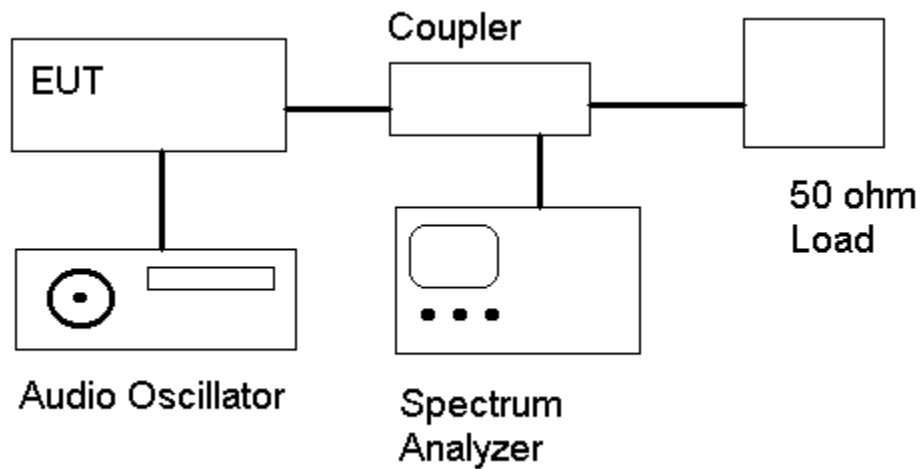 Coupler
EUT
50 ohm
Load
Audio Oscillator
Spectrum
Analyzer